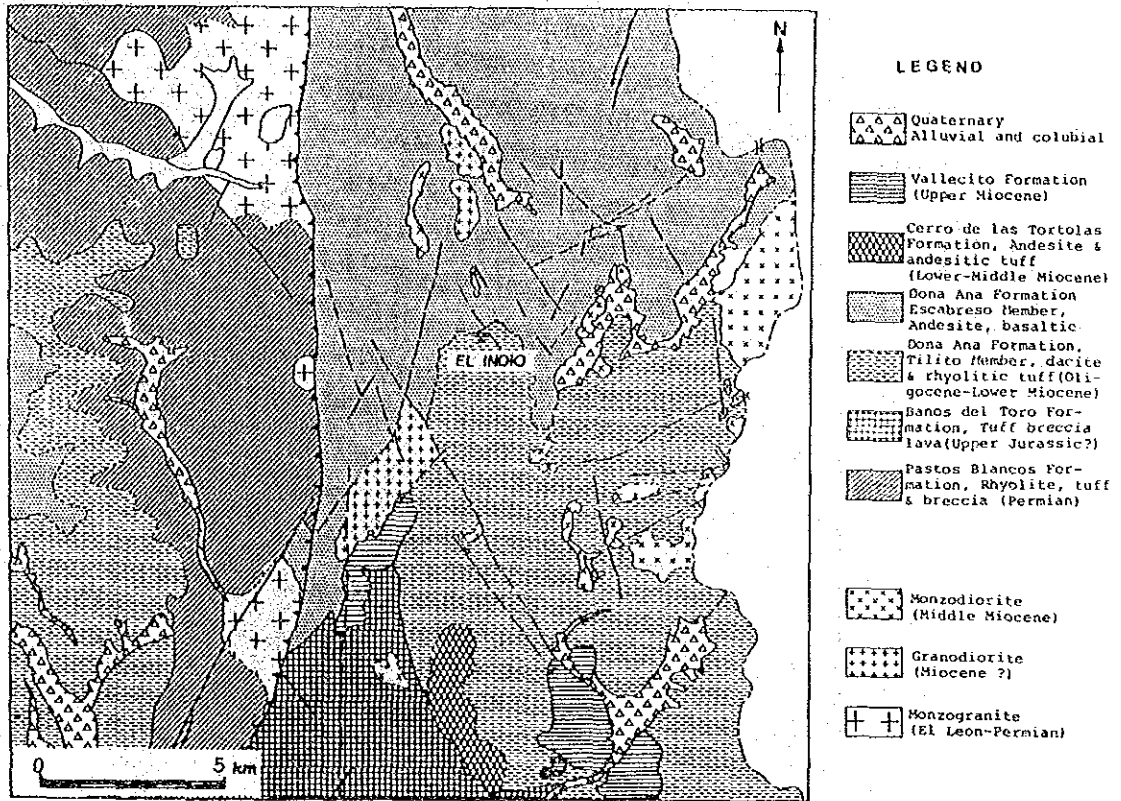 N
EL INDIO
0 5 km
LEGEND
Quaternary
Alluvial and colubial
Vallecito Formation
(Upper Miocene)
Cerro de las Tortolas
Formation, Andesite &
andesitic tuff
(Lower-Middle Miocene)
Dona Ana Formation
Escabreso Member,
Andesite, basaltic
Dona Ana Formation,
Tilito Member, dacite
& rhyolitic tuff(Oli-
gocene-Lower Miocene)
Banos del Toro For-
mation, Tuff breccia
lava(Upper Jurassic?)
Pastos Blancos For-
mation, Rhyolite, tuff
& breccia (Permian)
Monzodiorite
(Middle Miocene)
Granodiorite
(Miocene ?)
Monzogranite
(El Leon-Permian)